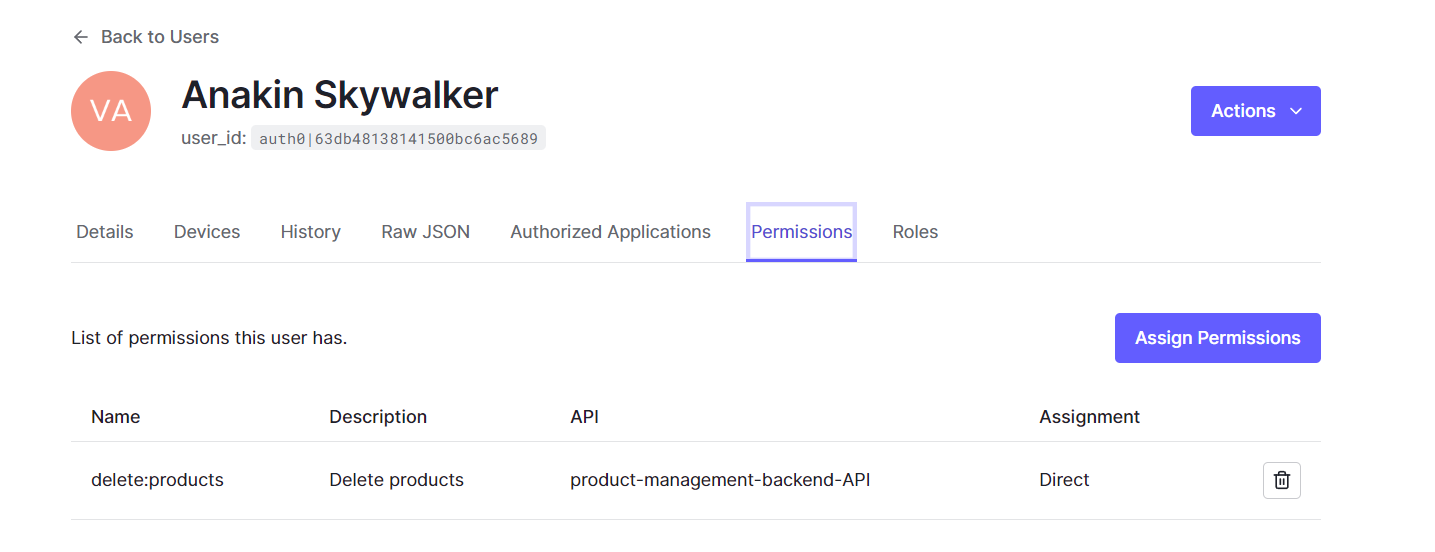 Back to Users
VA
Anakin Skywalker
user_id: auth0|63db48138141500bc6ac5689
Actions
Details Devices History Raw JSON Authorized Applications Permissions Roles
List of permissions this user has.
Assign Permissions
Name Description API Assignment
delete:products Delete products product-management-backend-API Direct